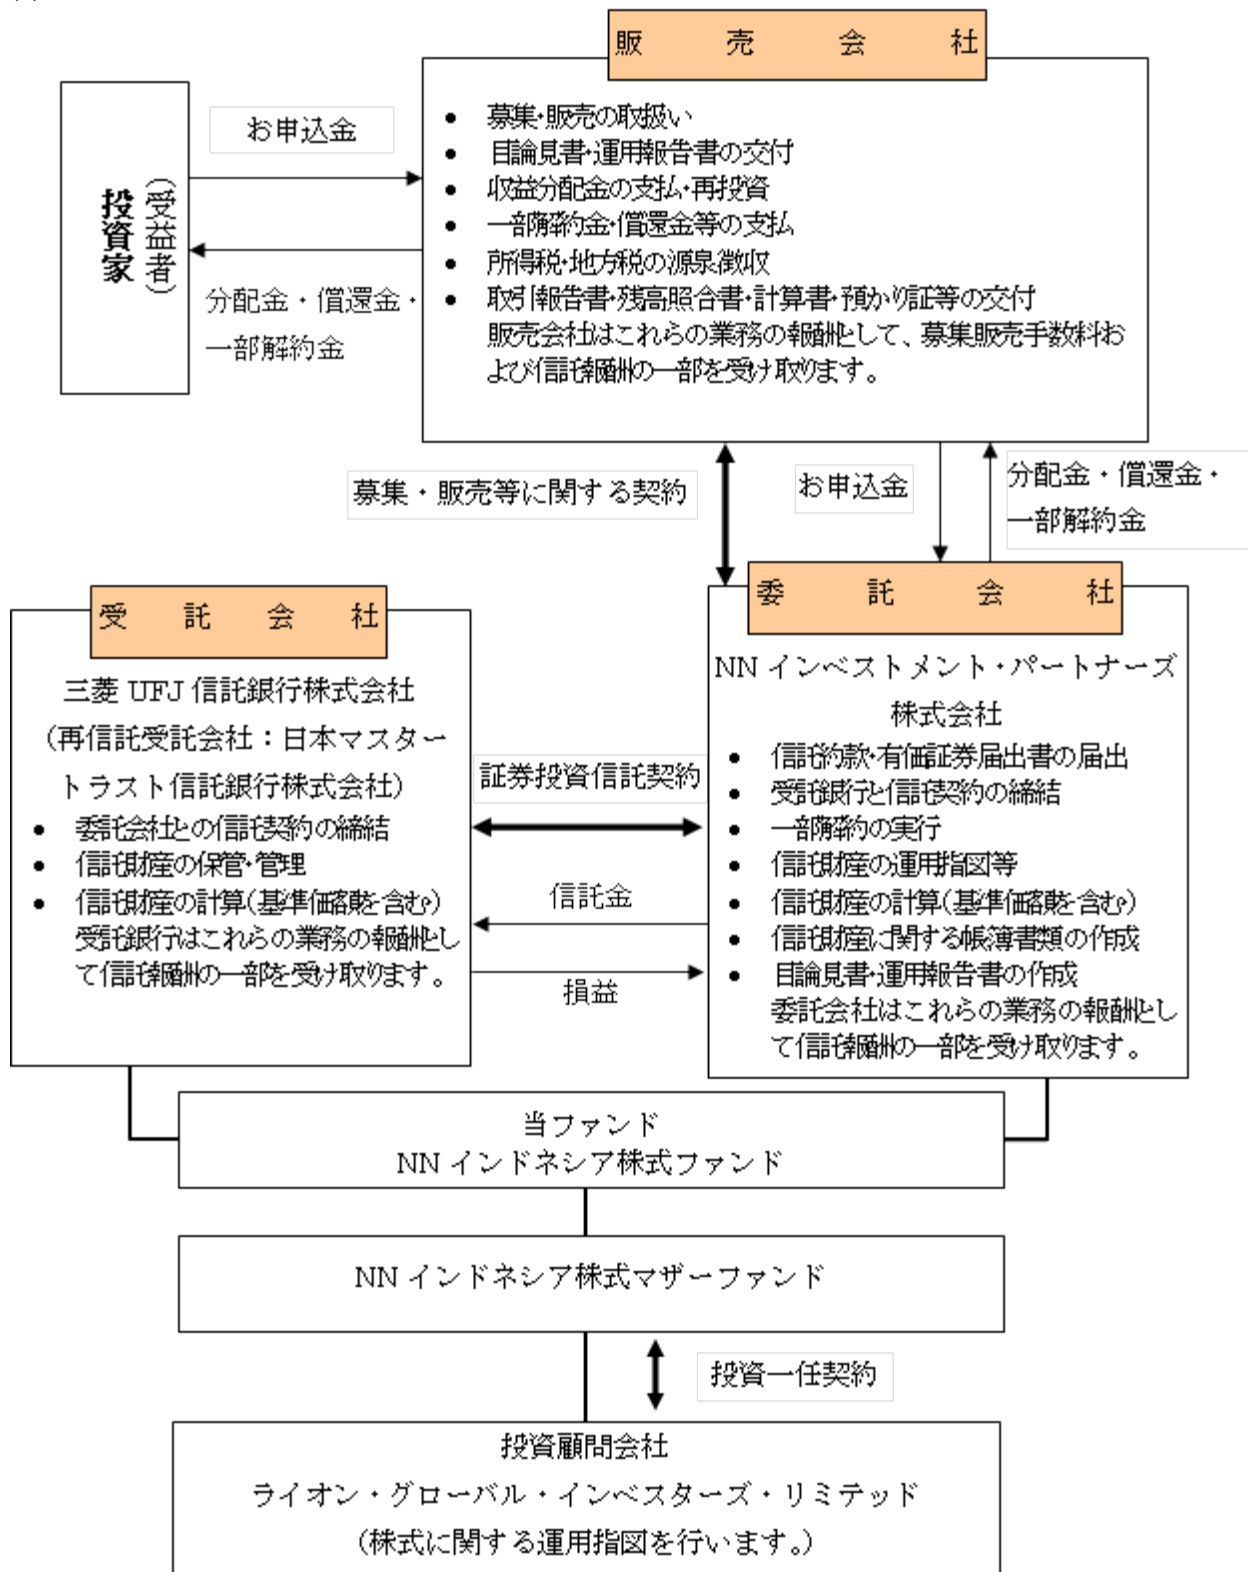 販売会社
お申込金
投資家
(受益者)
分配金・償還金・
一部解約金
● 募集・販売の取扱い
● 目論見書・運用報告書の交付
● 収益分配金の支払・再投資
● 一部解約金・償還金等の支払
● 所得税・地方税の源泉徴収
● 取引報告書・残高照合書・計算書・預かり証等の交付
販売会社はこれらの業務の報酬として、募集販売手数料お
よび信託報酬の一部を受け取ります。
募集・販売等に関する契約
お申込金
分配金・償還金・
一部解約金
受託会社
三菱 UFJ 信託銀行株式会社
(再信託受託会社：日本マスター
トラスト信託銀行株式会社)
● 委託会社との信託契約の締結
● 信託財産の保管・管理
● 信託財産の計算(基準価額を含む)
受託銀行はこれらの業務の報酬とし
て信託報酬の一部を受け取ります。
証券投資信託契約
信託金
損益
委託会社
NN インベストメント・パートナーズ
株式会社
● 信託約款・有価証券届出書の届出
● 受託銀行と信託契約の締結
● 一部解約の実行
● 信託財産の運用指図等
● 信託財産の計算(基準価額を含む)
● 信託財産に関する帳簿書類の作成
● 目論見書・運用報告書の作成
委託会社はこれらの業務の報酬とし
て信託報酬の一部を受け取ります。
当ファンド
NN インドネシア株式ファンド
NN インドネシア株式マザーファンド
投資一任契約
投資顧問会社
ライオン・グローバル・インベスターズ・リミテッド
(株式に関する運用指図を行います。)